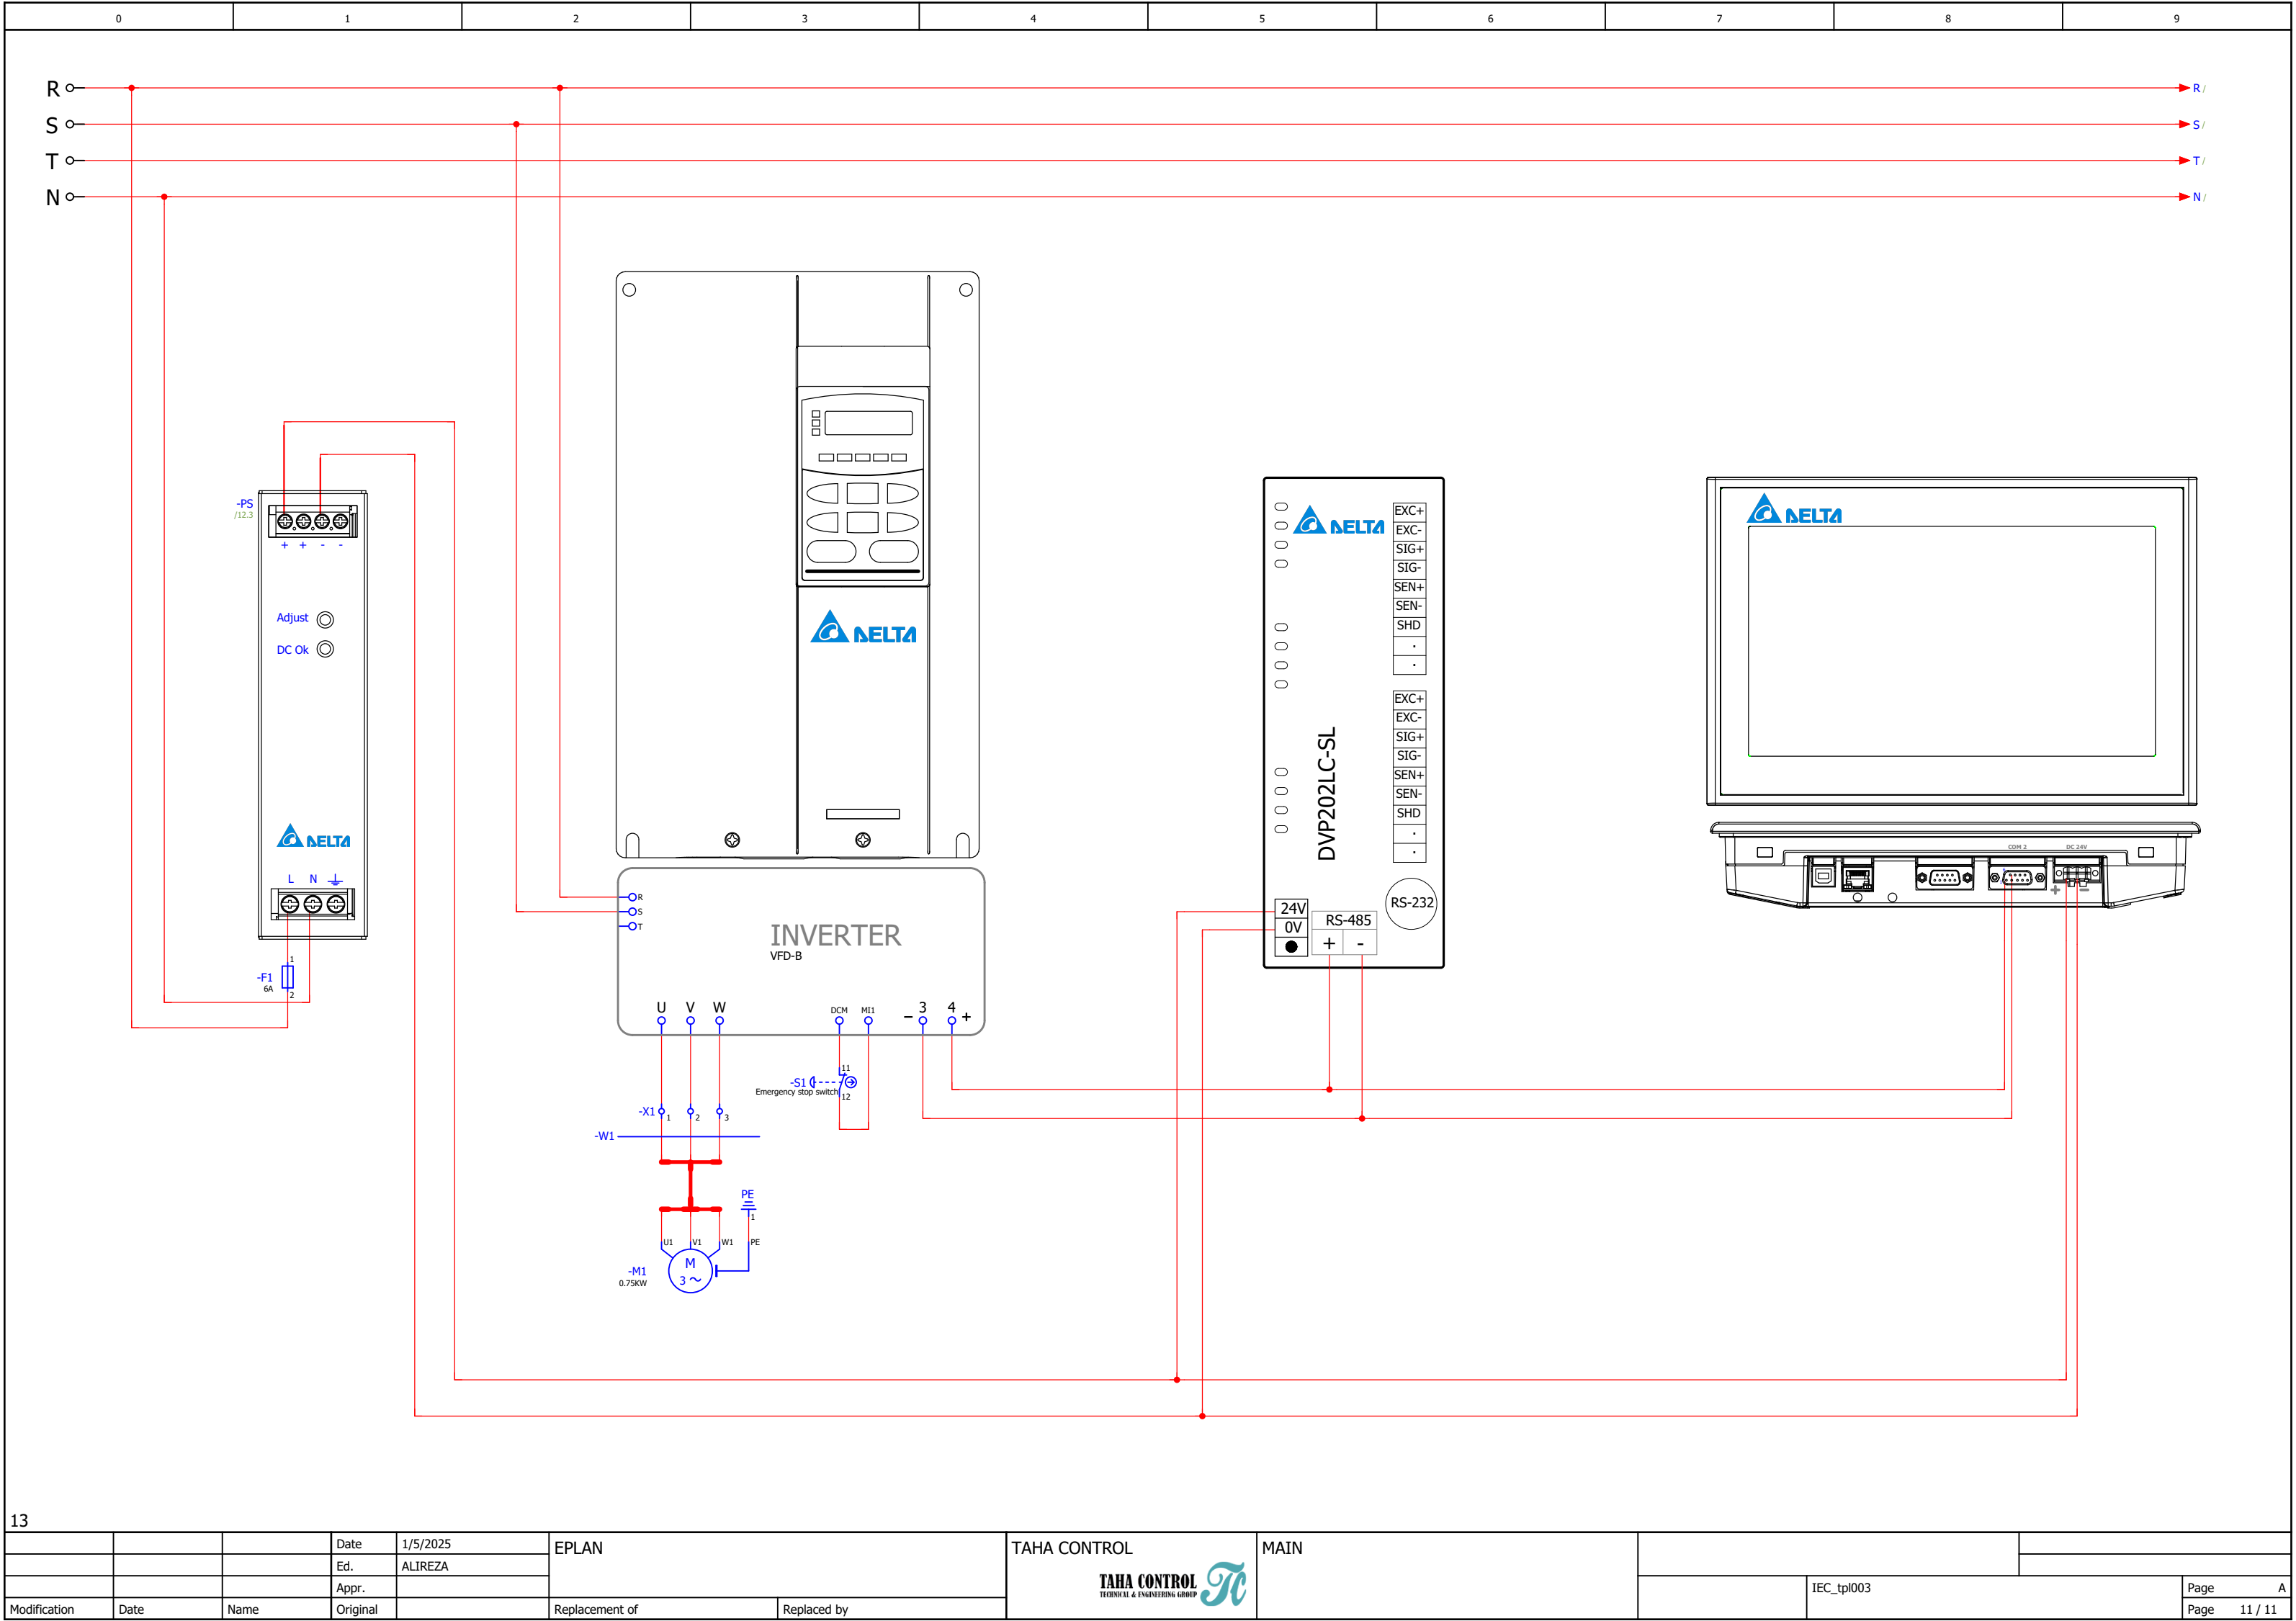 0 1 2 3 4 5 6 7 8 9
R R /
S S /
T T /
N N /
-PS
/12.3
+ + - -
Adjust
DC Ok
DELTA
L N
-F1
6A
1
2
DELTA
R
S
T
INVERTER
VFD-B
U V W
DCM MI1
− 3 4 +
-S1
Emergency stop switch
11
12
-X1 1 2 3
-W1
PE
1
U1 V1 W1 PE
-M1
0.75KW
M
3 ~
DELTA
EXC+
EXC-
SIG+
SIG-
SEN+
SEN-
SHD
.
.
EXC+
EXC-
SIG+
SIG-
SEN+
SEN-
SHD
.
.
DVP202LC-SL
RS-232
24V
0V
RS-485
+ -
DELTA
COM 2 DC 24V
+ −
13
Date 1/5/2025
Ed. ALIREZA
Appr.
Modification Date Name Original
EPLAN
Replacement of Replaced by
TAHA CONTROL
TAHA CONTROL
TECHNICAL & ENGINEERING GROUP
MAIN
IEC_tpl003
Page A
Page 11 / 11